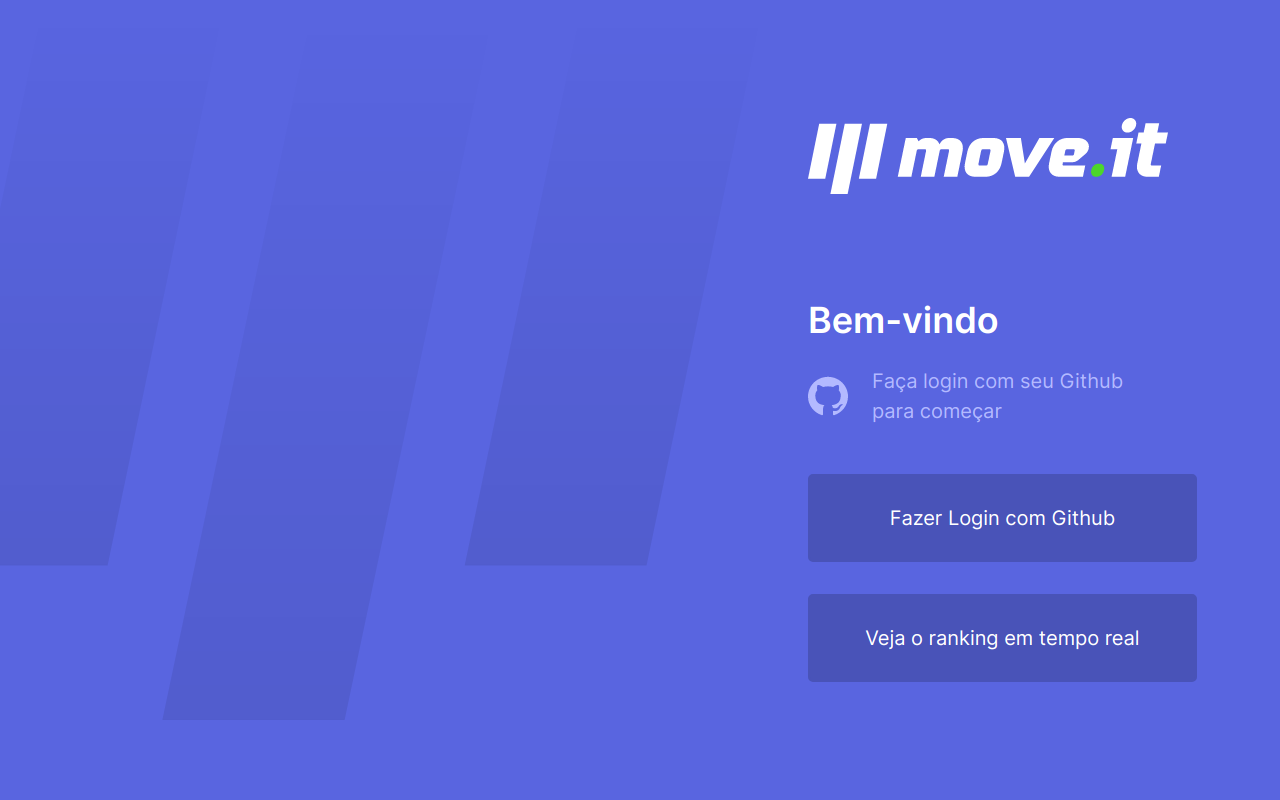 move.it
Bem-vindo
Faça login com seu Github
para começar
Fazer Login com Github
Veja o ranking em tempo real